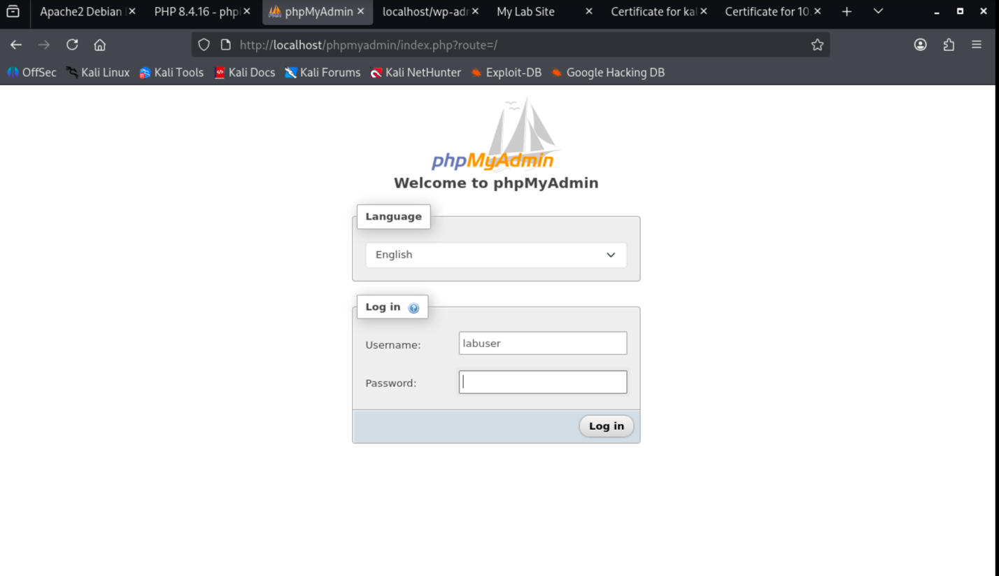 Apache2 Debian PHP 8.4.16 - phpi phpMyAdmin localhost/wp-adr My Lab Site Certificate for kal Certificate for 10.
http://localhost/phpmyadmin/index.php?route=/
OffSec Kali Linux Kali Tools Kali Docs Kali Forums Kali NetHunter Exploit-DB Google Hacking DB
phpMyAdmin
Welcome to phpMyAdmin
Language
English
Log in
Username: labuser
Password:
Log in